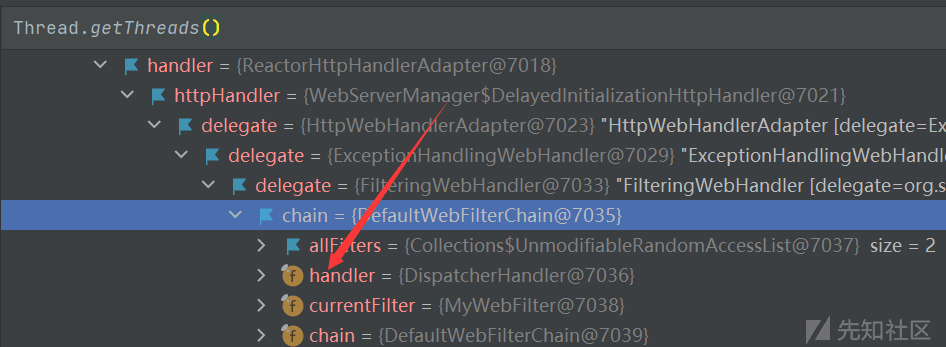 Thread.getThreads()
handler = {ReactorHttpHandlerAdapter@7018}
httpHandler = {WebServerManager$DelayedInitializationHttpHandler@7021}
delegate = {HttpWebHandlerAdapter@7023} "HttpWebHandlerAdapter [delegate=Ex
delegate = {ExceptionHandlingWebHandler@7029} "ExceptionHandlingWebHandle
delegate = {FilteringWebHandler@7033} "FilteringWebHandler [delegate=org.s
chain = {DefaultWebFilterChain@7035}
allFilters = {Collections$UnmodifiableRandomAccessList@7037} size = 2
handler = {DispatcherHandler@7036}
currentFilter = {MyWebFilter@7038}
chain = {DefaultWebFilterChain@7039}
先知社区